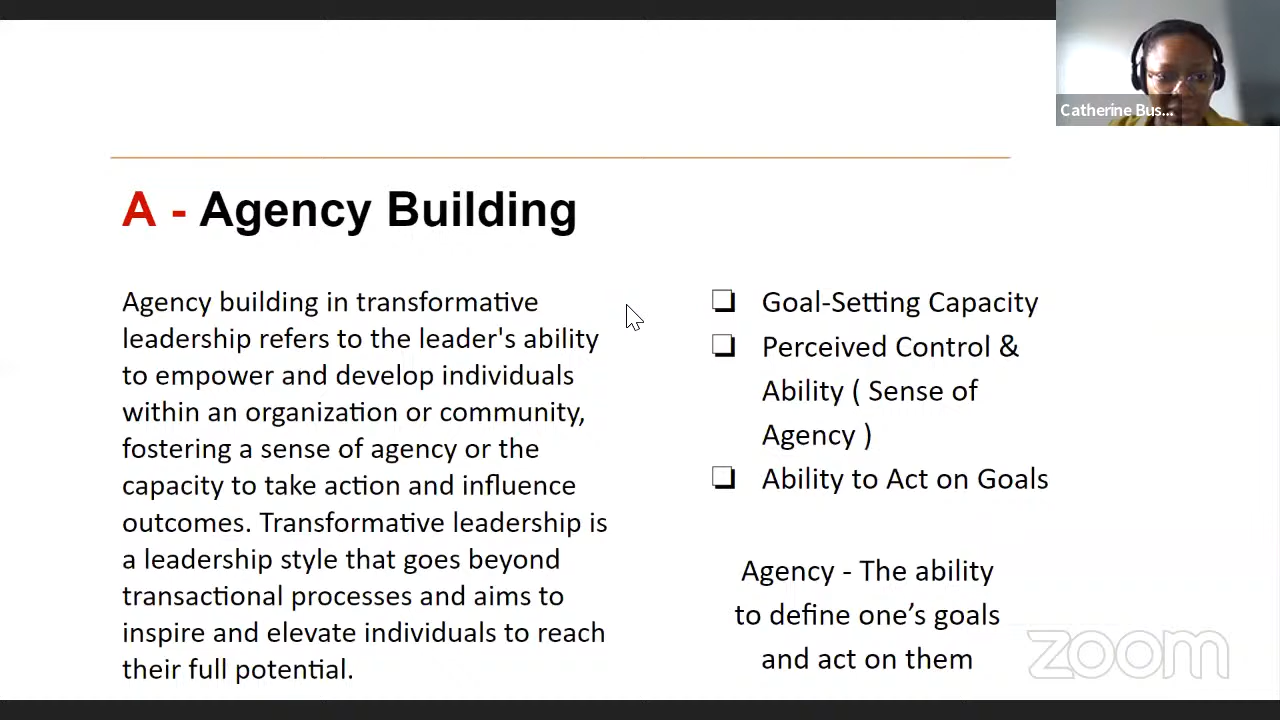 Catherine Bus...
A - Agency Building
Agency building in transformative
leadership refers to the leader's ability
to empower and develop individuals
within an organization or community,
fostering a sense of agency or the
capacity to take action and influence
outcomes. Transformative leadership is
a leadership style that goes beyond
transactional processes and aims to
inspire and elevate individuals to reach
their full potential.
❑ Goal-Setting Capacity
❑ Perceived Control &
Ability ( Sense of
Agency )
❑ Ability to Act on Goals
Agency - The ability
to define one’s goals
and act on them
zoom